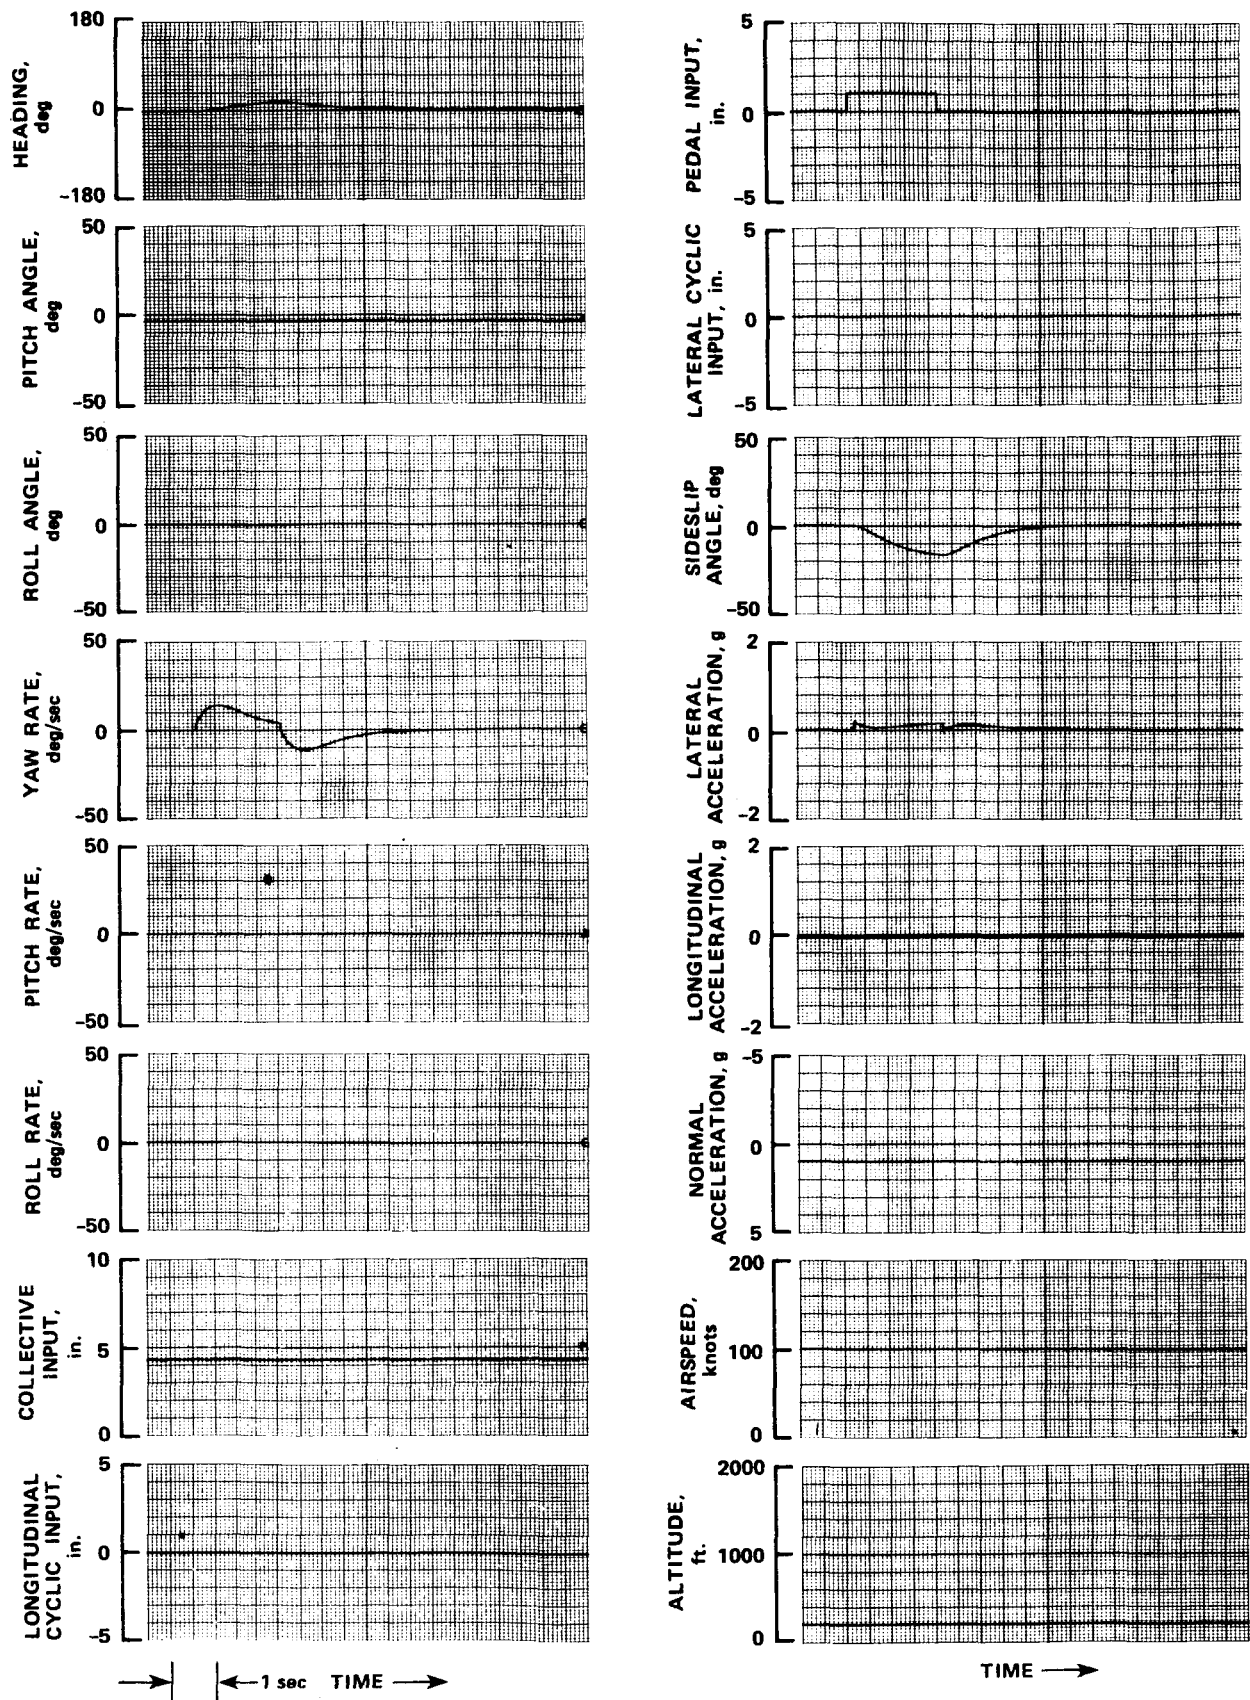 HEADING,
deg
180
0
-180
PITCH ANGLE,
deg
50
0
-50
ROLL ANGLE,
deg
50
0
-50
YAW RATE,
deg/sec
50
0
-50
PITCH RATE,
deg/sec
50
0
-50
ROLL RATE,
deg/sec
50
0
-50
COLLECTIVE
INPUT,
in.
10
5
0
LONGITUDINAL
CYCLIC INPUT,
in.
5
0
-5
1 sec TIME
PEDAL INPUT,
in.
5
0
-5
LATERAL CYCLIC
INPUT, in.
5
0
-5
SIDESLIP
ANGLE, deg
50
0
-50
LATERAL
ACCELERATION, g
2
0
-2
LONGITUDINAL
ACCELERATION, g
2
0
-2
NORMAL
ACCELERATION, g
-5
0
5
AIRSPEED,
knots
200
100
0
ALTITUDE,
ft.
2000
1000
0
TIME